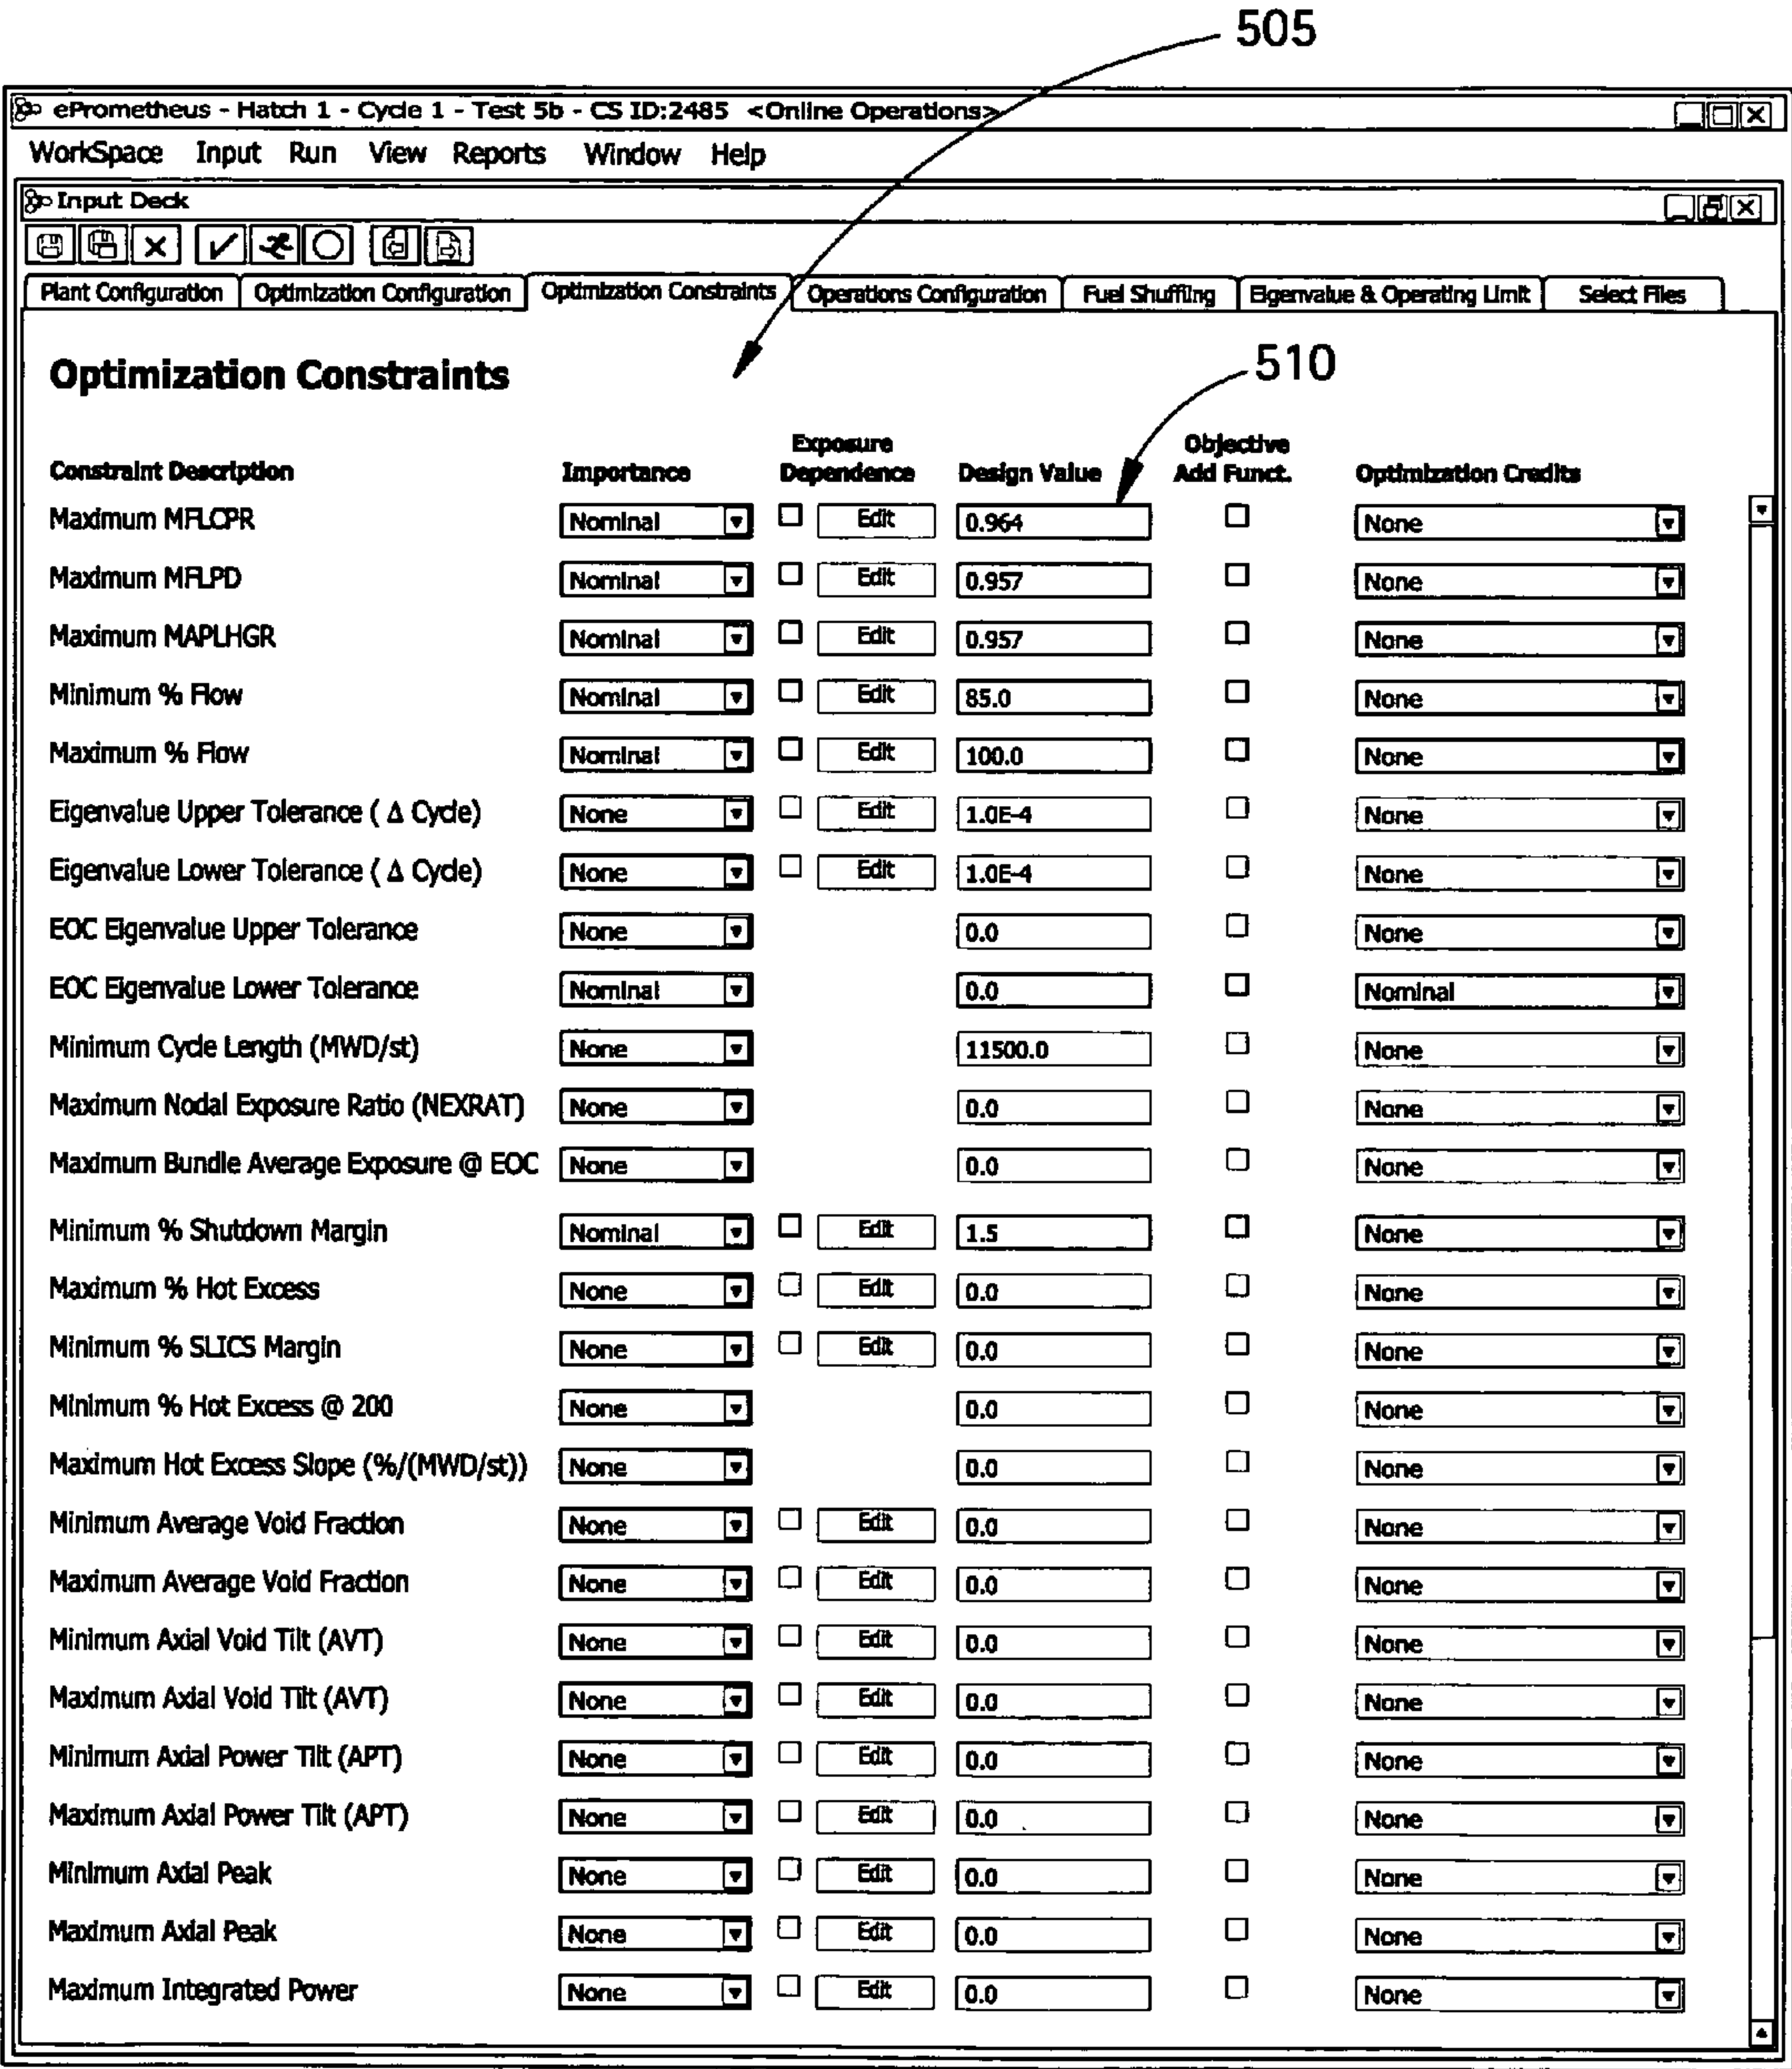 505
ePrometheus - Hatch 1 - Cycle 1 - Test 5b - CS ID:2485 <Online Operations>
WorkSpace Input Run View Reports Window Help
Input Deck
Plant Configuration Optimization Configuration Optimization Constraints Operations Configuration Fuel Shuffling Eigenvalue & Operating Limit Select Files
Optimization Constraints
510
Exposure Objective
Constraint Description Importance Dependence Design Value Add Funct. Optimization Credits
Maximum MFLCPR Nominal Edit 0.964 None
Maximum MFLPD Nominal Edit 0.957 None
Maximum MAPLHGR Nominal Edit 0.957 None
Minimum % Flow Nominal Edit 85.0 None
Maximum % Flow Nominal Edit 100.0 None
Eigenvalue Upper Tolerance ( Δ Cycle) None Edit 1.0E-4 None
Eigenvalue Lower Tolerance ( Δ Cycle) None Edit 1.0E-4 None
EOC Eigenvalue Upper Tolerance None 0.0 None
EOC Eigenvalue Lower Tolerance Nominal 0.0 Nominal
Minimum Cycle Length (MWD/st) None 11500.0 None
Maximum Nodal Exposure Ratio (NEXRAT) None 0.0 None
Maximum Bundle Average Exposure @ EOC None 0.0 None
Minimum % Shutdown Margin Nominal Edit 1.5 None
Maximum % Hot Excess None Edit 0.0 None
Minimum % SLICS Margin None Edit 0.0 None
Minimum % Hot Excess @ 200 None 0.0 None
Maximum Hot Excess Slope (%/(MWD/st)) None 0.0 None
Minimum Average Void Fraction None Edit 0.0 None
Maximum Average Void Fraction None Edit 0.0 None
Minimum Axial Void Tilt (AVT) None Edit 0.0 None
Maximum Axial Void Tilt (AVT) None Edit 0.0 None
Minimum Axial Power Tilt (APT) None Edit 0.0 None
Maximum Axial Power Tilt (APT) None Edit 0.0 None
Minimum Axial Peak None Edit 0.0 None
Maximum Axial Peak None Edit 0.0 None
Maximum Integrated Power None Edit 0.0 None